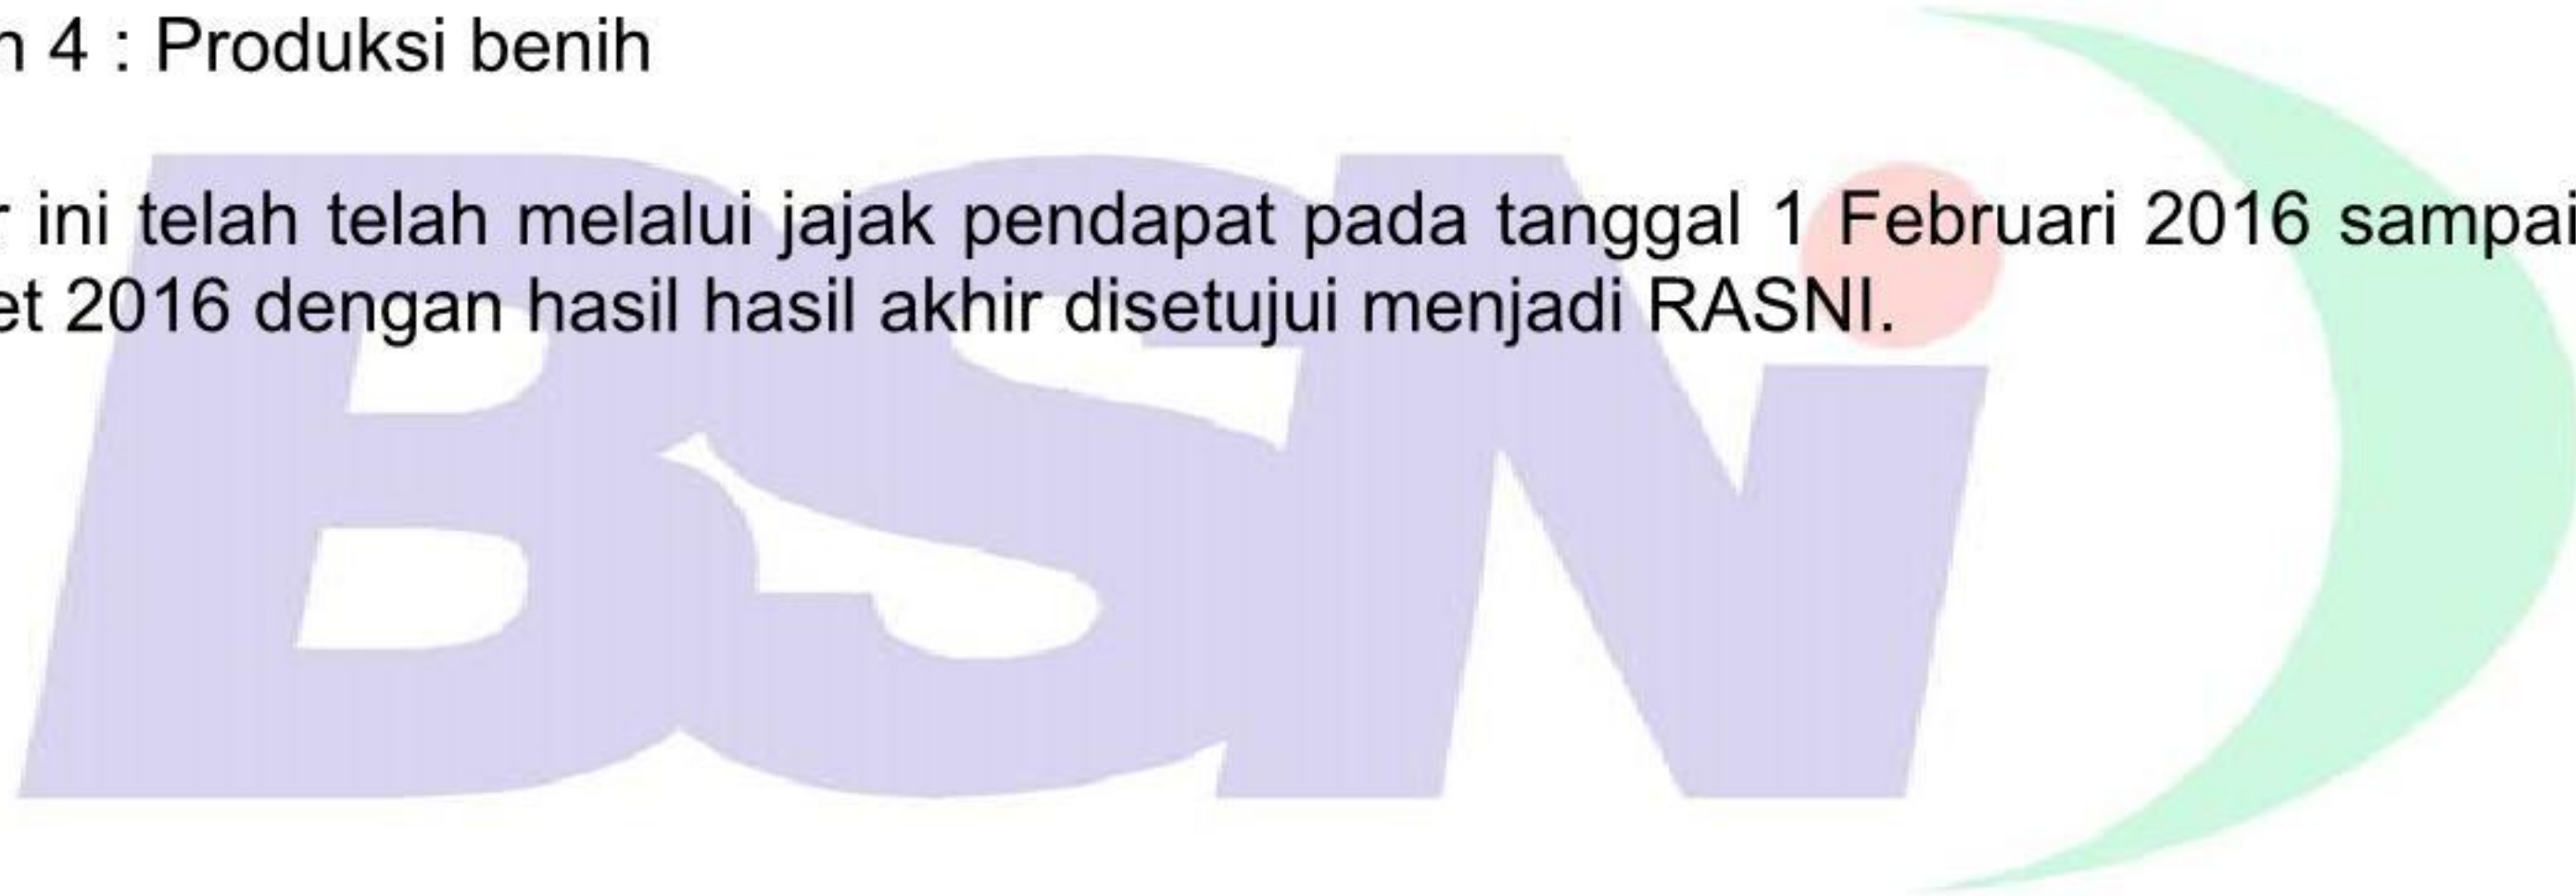 4 : Produksi benih
ini telah telah melalui jajak pendapat pada tanggal 1 Februari 2016 sampai
2016 dengan hasil hasil akhir disetujui menjadi RASNI.
BSNi